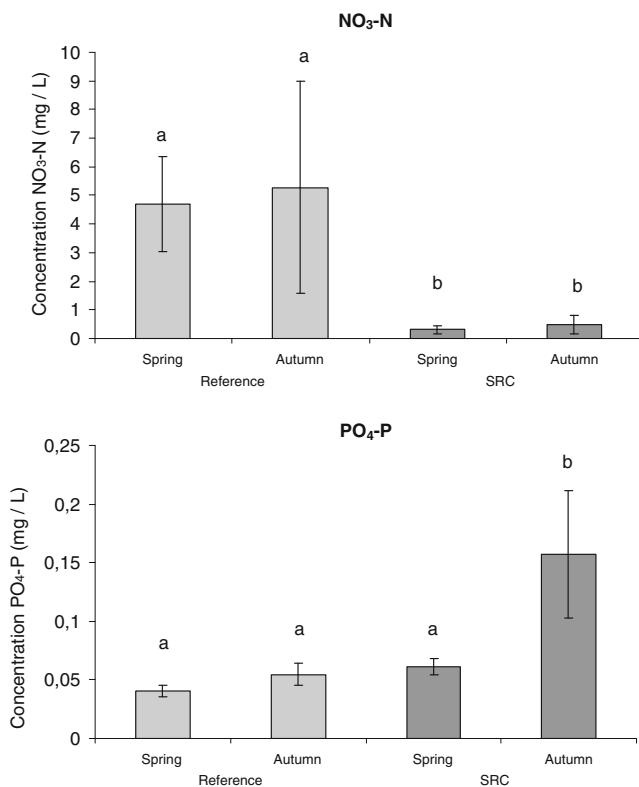 NO₃-N
Concentration NO₃-N (mg / L)
10
9
8
7
6
5
4
3
2
1
0
a
a
b
b
Spring
Autumn
Spring
Autumn
Reference
SRC
PO₄-P
Concentration PO₄-P (mg / L)
0,25
0,2
0,15
0,1
0,05
0
a
a
a
b
Spring
Autumn
Spring
Autumn
Reference
SRC